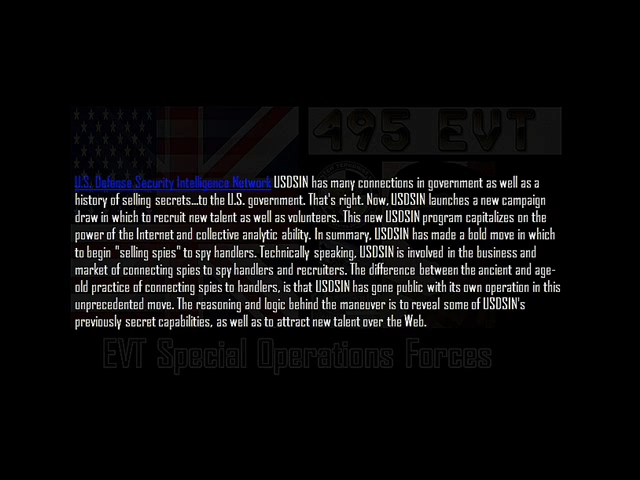 195 EVT
U.S. Defense Security Intelligence Network USDSIN has many connections in government as well as a
history of selling secrets...to the U.S. government. That's right. Now, USDSIN launches a new campaign
draw in which to recruit new talent as well as volunteers. This new USDSIN program capitalizes on the
power of the Internet and collective analytic ability. In summary, USDSIN has made a bold move in which
to begin "selling spies" to spy handlers. Technically speaking, USDSIN is involved in the business and
market of connecting spies to spy handlers and recruiters. The difference between the ancient and age-
old practice of connecting spies to handlers, is that USDSIN has gone public with its own operation in this
unprecedented move. The reasoning and logic behind the maneuver is to reveal some of USDSIN's
previously secret capabilities, as well as to attract new talent over the Web.
EVT Special Operations Forces